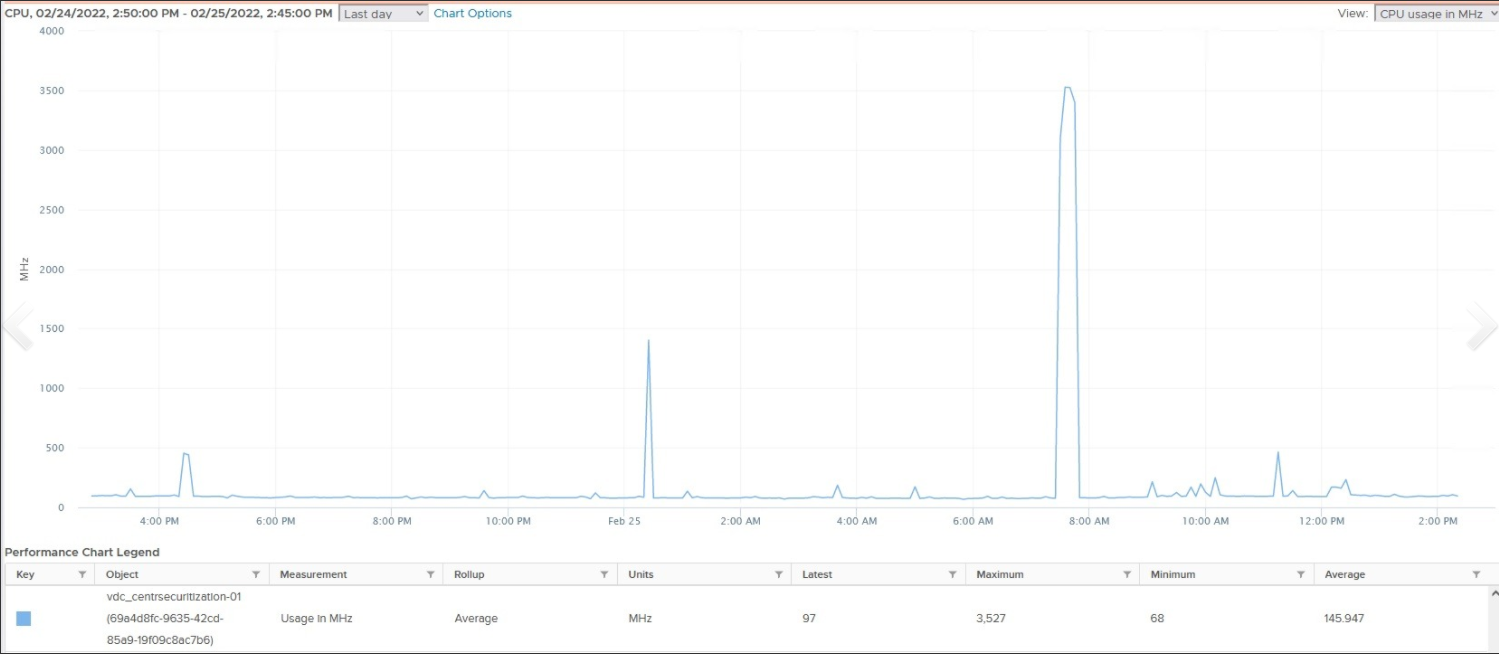 CPU, 02/24/2022, 2:50:00 PM - 02/25/2022, 2:45:00 PM Last day Chart Options View: CPU usage in MHz
4000
3500
3000
2500
MHz
2000
1500
1000
500
0
4:00 PM 6:00 PM 8:00 PM 10:00 PM Feb 25 2:00 AM 4:00 AM 6:00 AM 8:00 AM 10:00 AM 12:00 PM 2:00 PM
Performance Chart Legend
Key Object Measurement Rollup Units Latest Maximum Minimum Average
vdc_centrsecuritization-01
(69a4d8fc-9635-42cd- Usage in MHz Average MHz 97 3,527 68 145.947
85a9-19f09c8ac7b6)